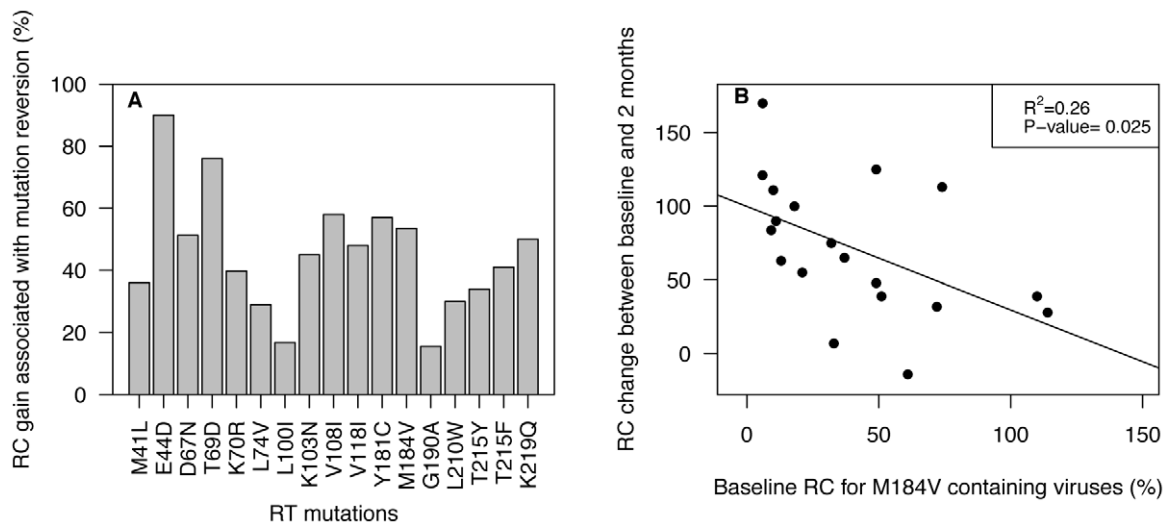 A
RC gain associated with mutation reversion (%)
100
80
60
40
20
0
M41L
E44D
D67N
T69D
K70R
L74V
L100I
K103N
V108I
V118I
Y181C
M184V
G190A
L210W
T215Y
T215F
K219Q
RT mutations
B
R²=0.26
P−value= 0.025
RC change between baseline and 2 months
150
100
50
0
0
50
100
150
Baseline RC for M184V containing viruses (%)